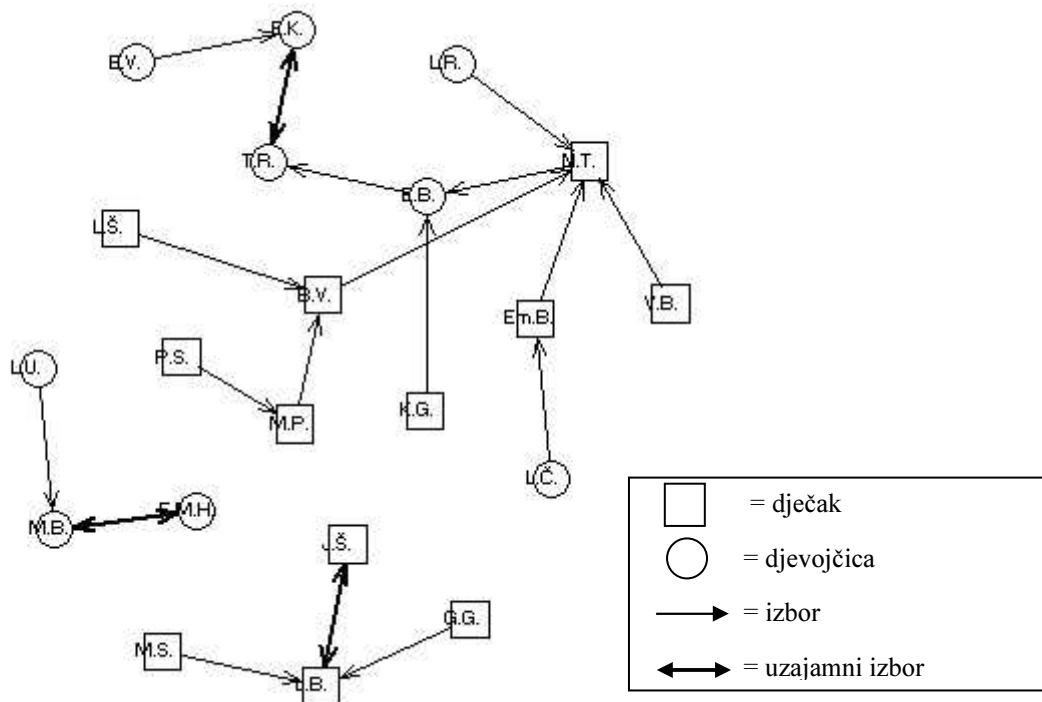 E.V.
L.R.
T.R.
E.B.
L.Š.
B.V.
Em.B.
V.B.
P.S.
L.U.
M.P.
K.G.
L.Č.
M.B.
G.G.
M.S.
= dječak
= djevojčica
= izbor
= uzajamni izbor